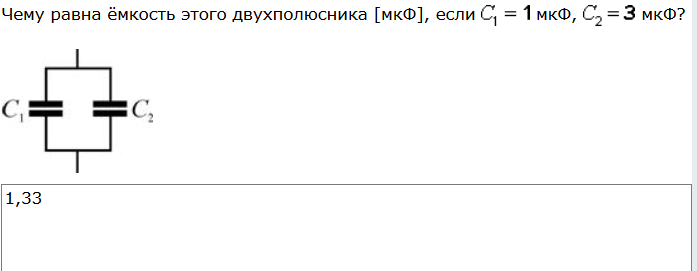 Чему равна ёмкость этого двухполюсника [мкФ], если C₁ = 1 мкФ, C₂ = 3 мкФ?
C₁ C₂
1,33